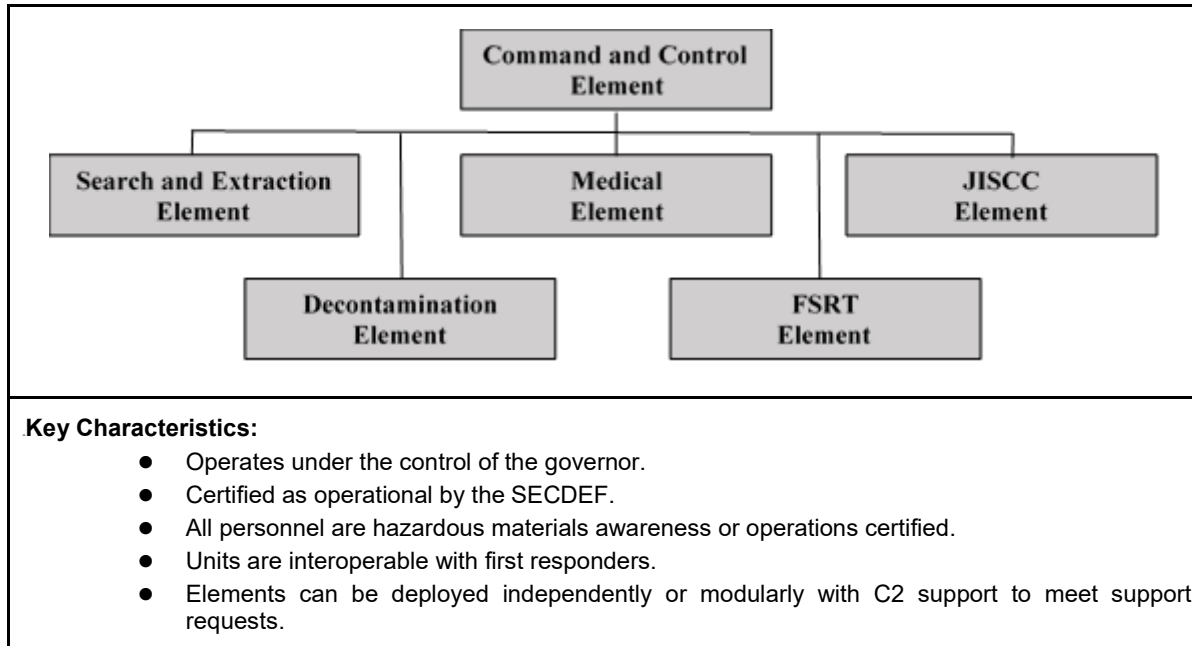 Command and Control
Element
Search and Extraction
Element
Medical
Element
JISCC
Element
Decontamination
Element
FSRT
Element
Key Characteristics:
● Operates under the control of the governor.
● Certified as operational by the SECDEF.
● All personnel are hazardous materials awareness or operations certified.
● Units are interoperable with first responders.
● Elements can be deployed independently or modularly with C2 support to meet support
requests.